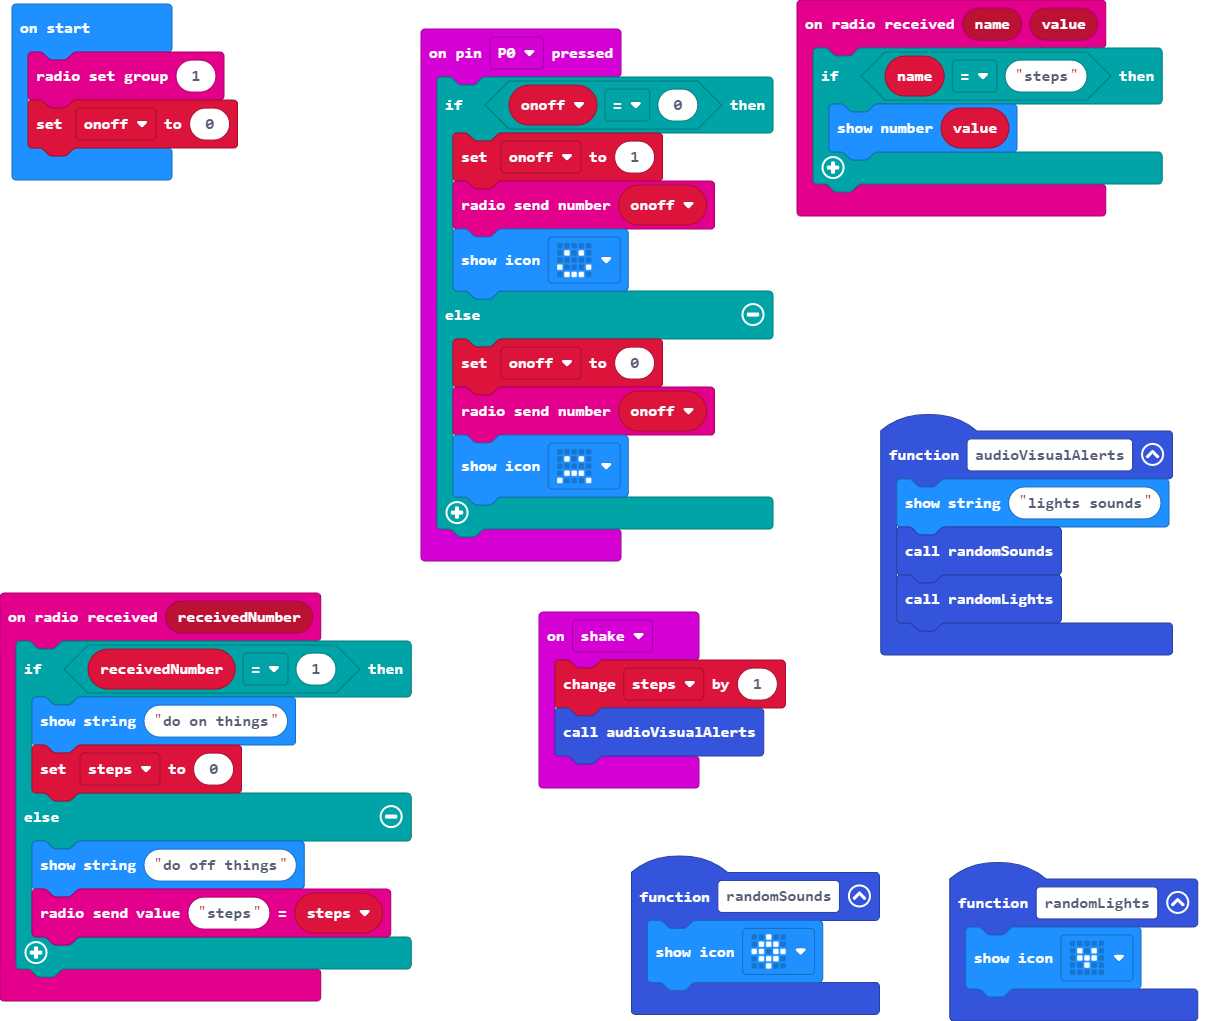 on start
radio set group 1
set onoff to 0
on pin P0 pressed
if onoff = 0 then
set onoff to 1
radio send number onoff
show icon
else
set onoff to 0
radio send number onoff
show icon
on radio received name value
if name = "steps" then
show number value
function audioVisualAlerts
show string "lights sounds"
call randomSounds
call randomLights
on radio received receivedNumber
if receivedNumber = 1 then
show string "do on things"
set steps to 0
else
show string "do off things"
radio send value "steps" = steps
on shake
change steps by 1
call audioVisualAlerts
function randomSounds
show icon
function randomLights
show icon